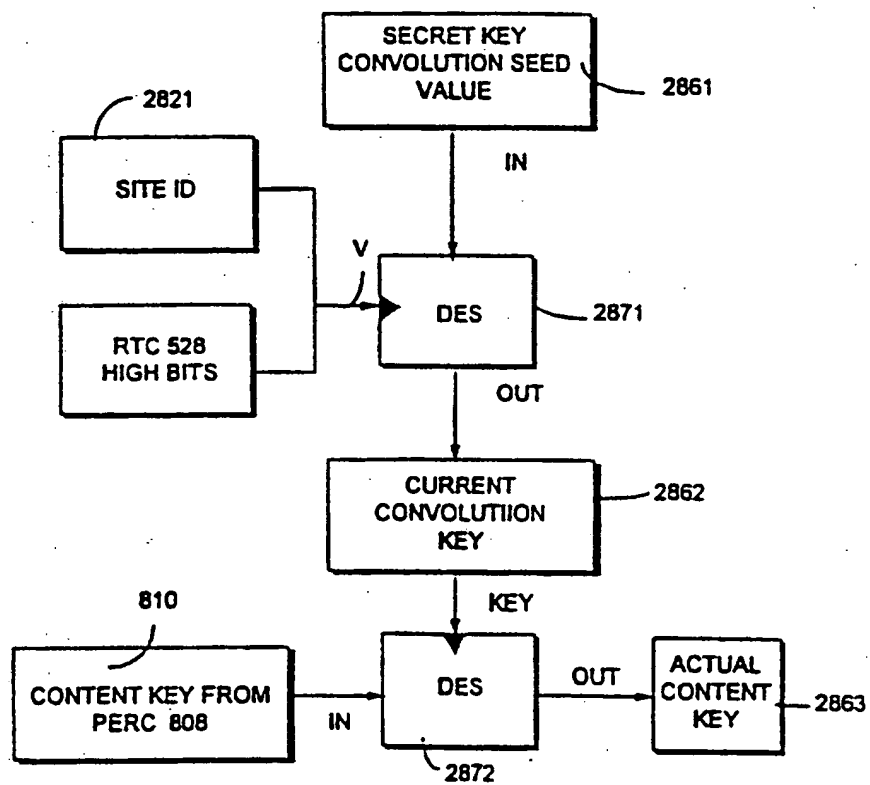 SECRET KEY
CONVOLUTION SEED
VALUE
2861
2821
SITE ID
IN
V
DES
2871
RTC 528
HIGH BITS
OUT
CURRENT
CONVOLUTIION
KEY
2862
810
KEY
CONTENT KEY FROM
PERC 808
IN
DES
OUT
ACTUAL
CONTENT
KEY
2863
2872